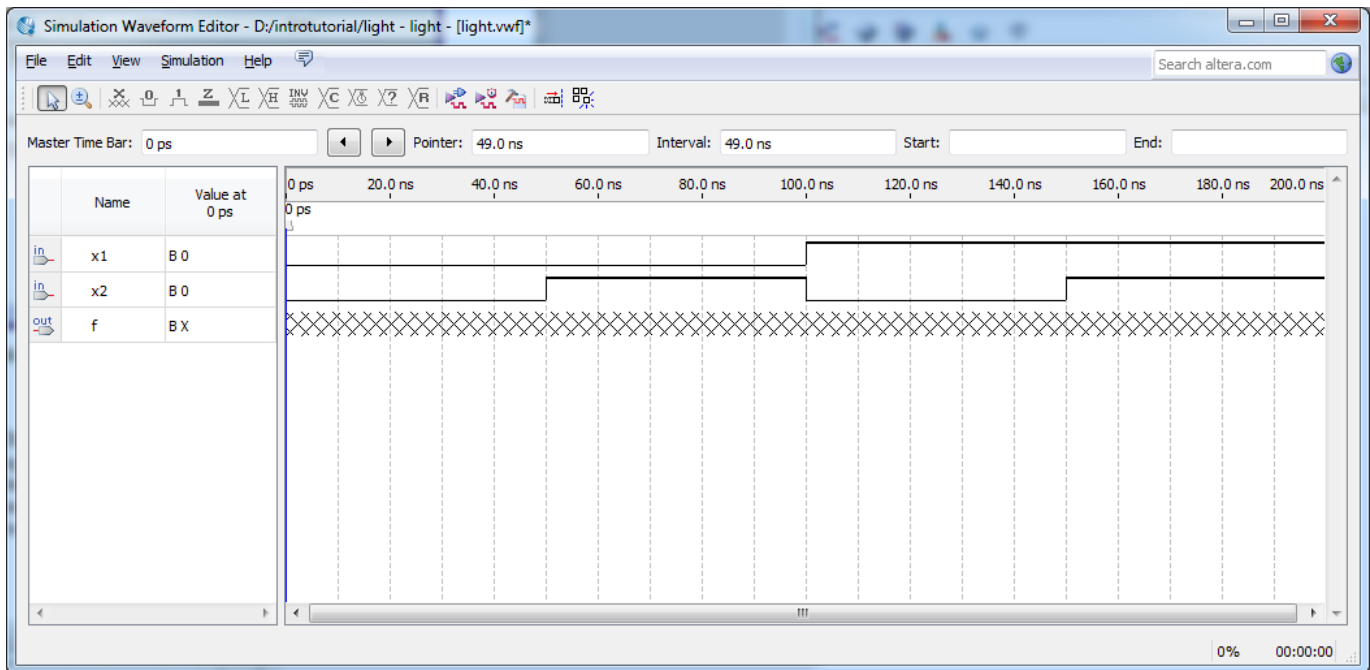 Simulation Waveform Editor - D:/introtutorial/light - light - [light.vwf]*
File Edit View Simulation Help Search altera.com
Master Time Bar: 0 ps Pointer: 49.0 ns Interval: 49.0 ns Start: End:
Name Value at 0 ps
0 ps 20.0 ns 40.0 ns 60.0 ns 80.0 ns 100.0 ns 120.0 ns 140.0 ns 160.0 ns 180.0 ns 200.0 ns
0 ps
in x1 B 0
in x2 B 0
out f B X
0% 00:00:00